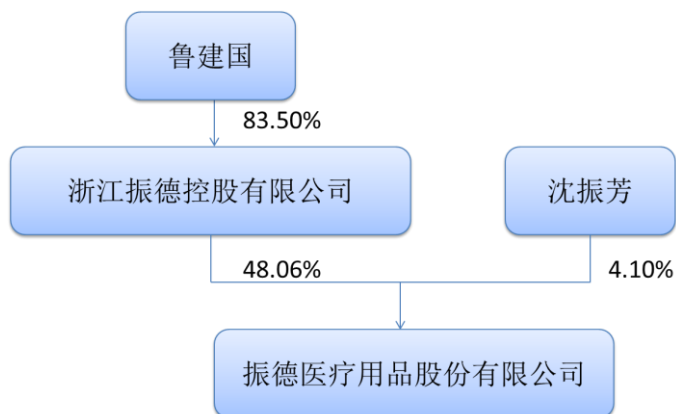 鲁建国
83.50%
浙江振德控股有限公司
沈振芳
48.06%
4.10%
振德医疗用品股份有限公司